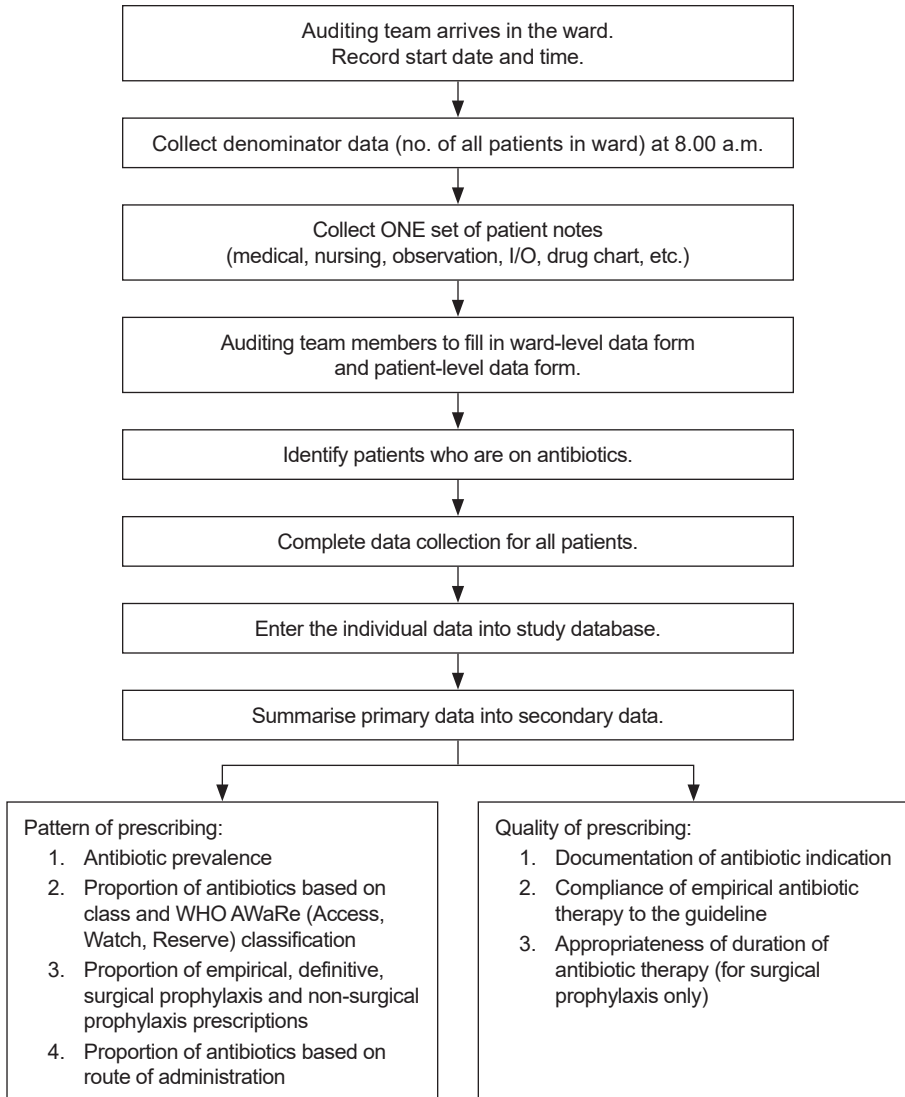 Auditing team arrives in the ward.
Record start date and time.
Collect denominator data (no. of all patients in ward) at 8.00 a.m.
Collect ONE set of patient notes
(medical, nursing, observation, I/O, drug chart, etc.)
Auditing team members to fill in ward-level data form
and patient-level data form.
Identify patients who are on antibiotics.
Complete data collection for all patients.
Enter the individual data into study database.
Summarise primary data into secondary data.
Pattern of prescribing:
1. Antibiotic prevalence
2. Proportion of antibiotics based on
class and WHO AWaRe (Access,
Watch, Reserve) classification
3. Proportion of empirical, definitive,
surgical prophylaxis and non-surgical
prophylaxis prescriptions
4. Proportion of antibiotics based on
route of administration
Quality of prescribing:
1. Documentation of antibiotic indication
2. Compliance of empirical antibiotic
therapy to the guideline
3. Appropriateness of duration of
antibiotic therapy (for surgical
prophylaxis only)